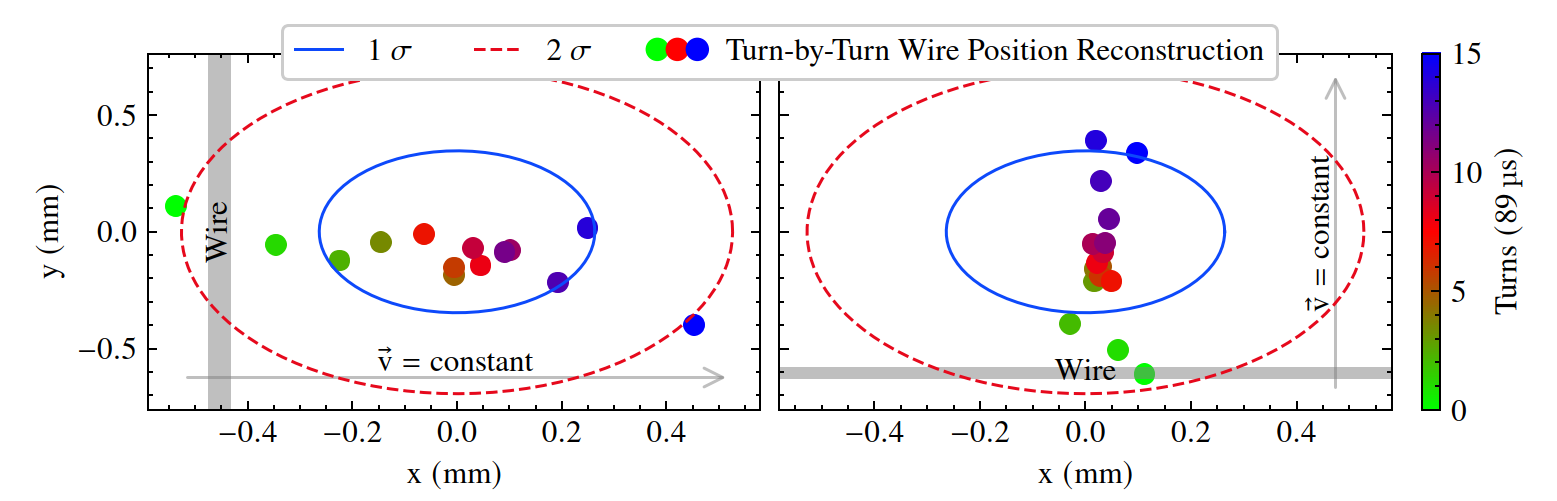 1 σ 2 σ Turn-by-Turn Wire Position Reconstruction
y (mm)
0.5
0.0
−0.5
Wire
v⃗ = constant
−0.4 −0.2 0.0 0.2 0.4
x (mm)
Wire
v⃗ = constant
−0.4 −0.2 0.0 0.2 0.4
x (mm)
15
10
5
0
Turns (89 μs)